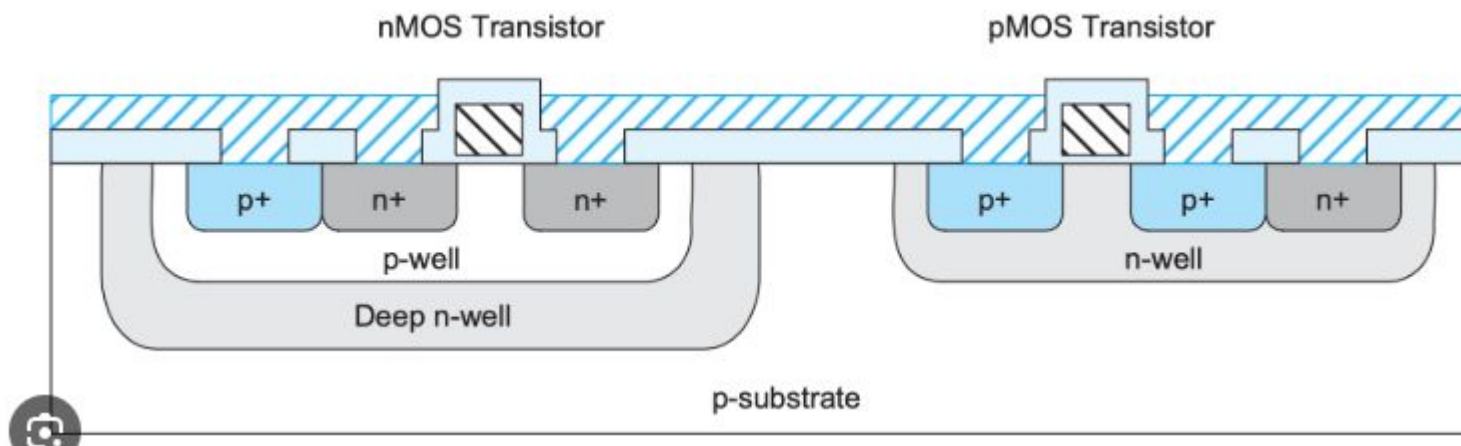 nMOS Transistor
pMOS Transistor
p+
n+
n+
p+
p+
n+
p-well
n-well
Deep n-well
p-substrate